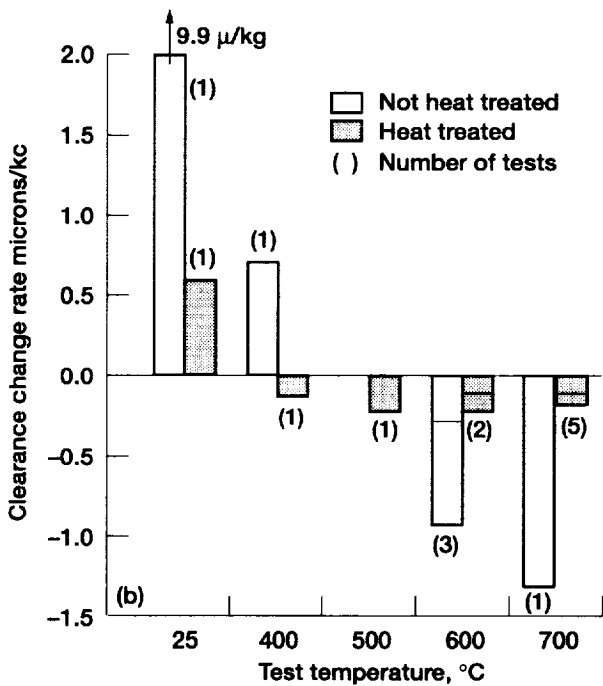 9.9 μ/kg
2.0
(1)
Not heat treated
Heat treated
( ) Number of tests
1.5
1.0
(1)
(1)
0.5
0.0
(1)
(1)
(2)
(5)
−0.5
(3)
−1.0
(1)
−1.5
(b)
25 400 500 600 700
Test temperature, °C
Clearance change rate microns/kc